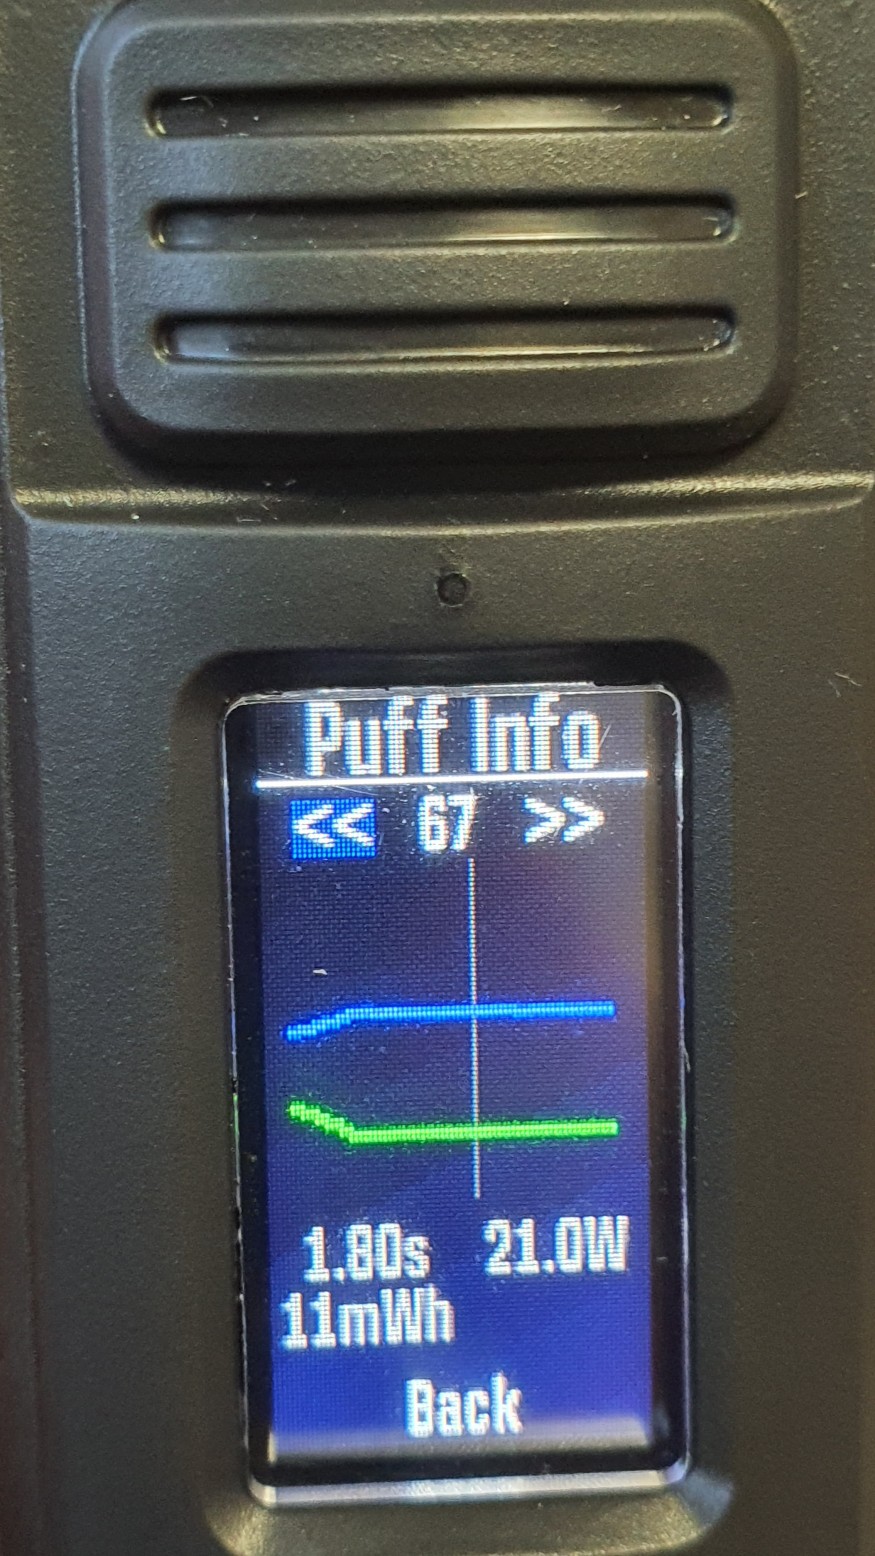 Puff Info
<< 67 >>
1.80s 21.0W
11mWh
Back